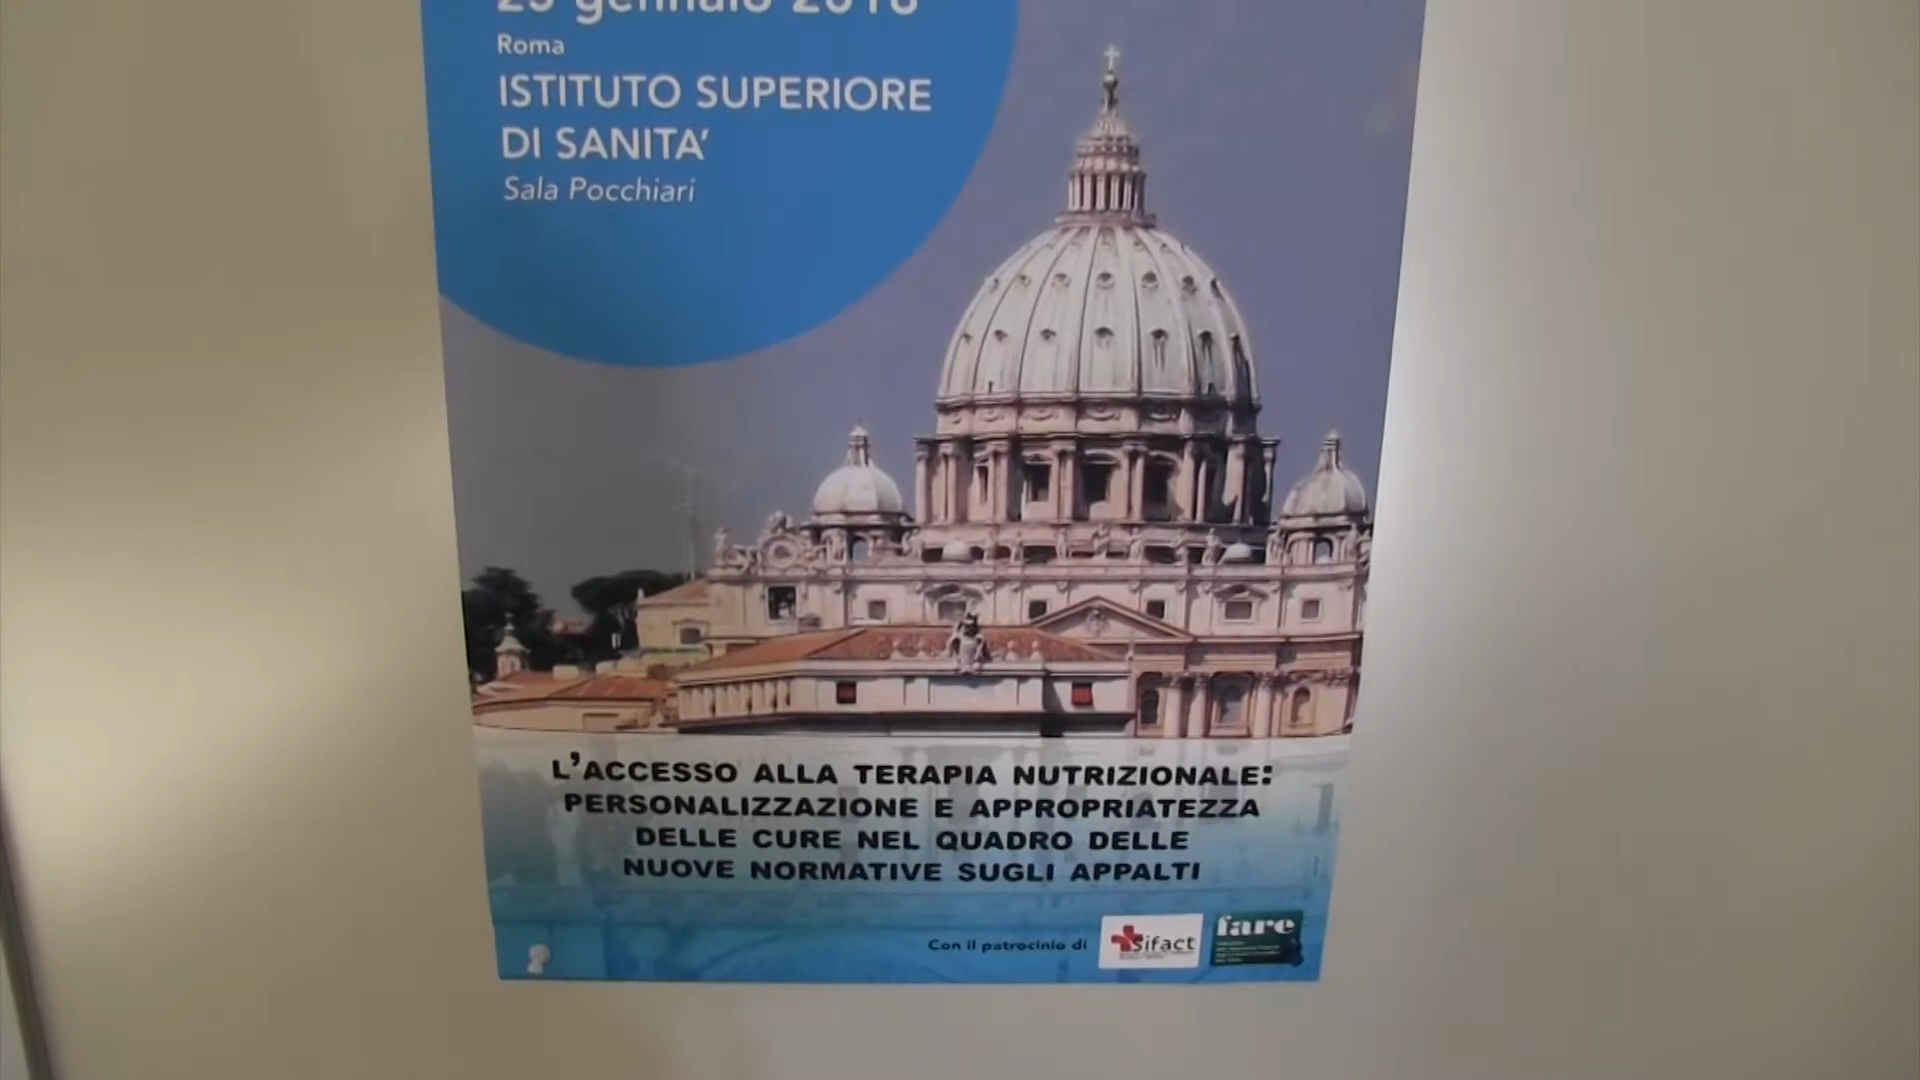 gennaio
Roma
ISTITUTO SUPERIORE
DI SANITA'
Sala Pocchiari
L'ACCESSO ALLA TERAPIA NUTRIZIONALE:
PERSONALIZZAZIONE E APPROPRIATEZZA
DELLE CURE NEL QUADRO DELLE
NUOVE NORMATIVE SUGLI APPALTI
Con il patrocinio di
sifact
fare